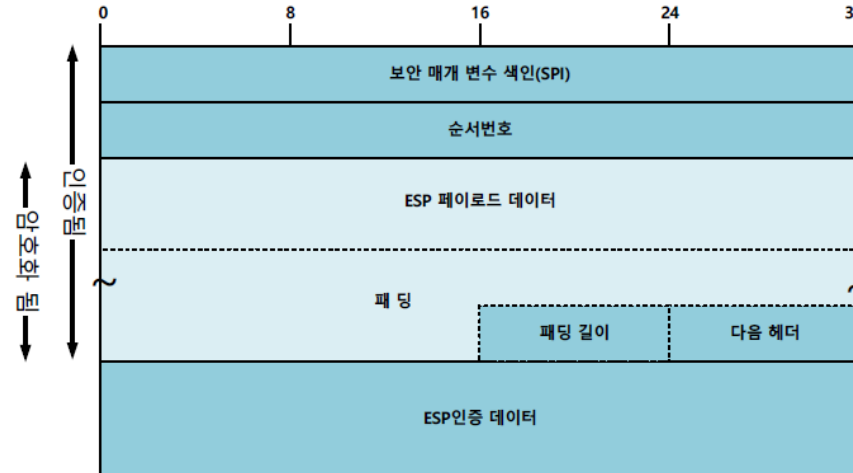 0 8 16 24 3
보안 매개 변수 색인(SPI)
순서번호
ESP 페이로드 데이터
인증됨
암호화 됨
패 딩
패딩 길이 다음 헤더
ESP인증 데이터